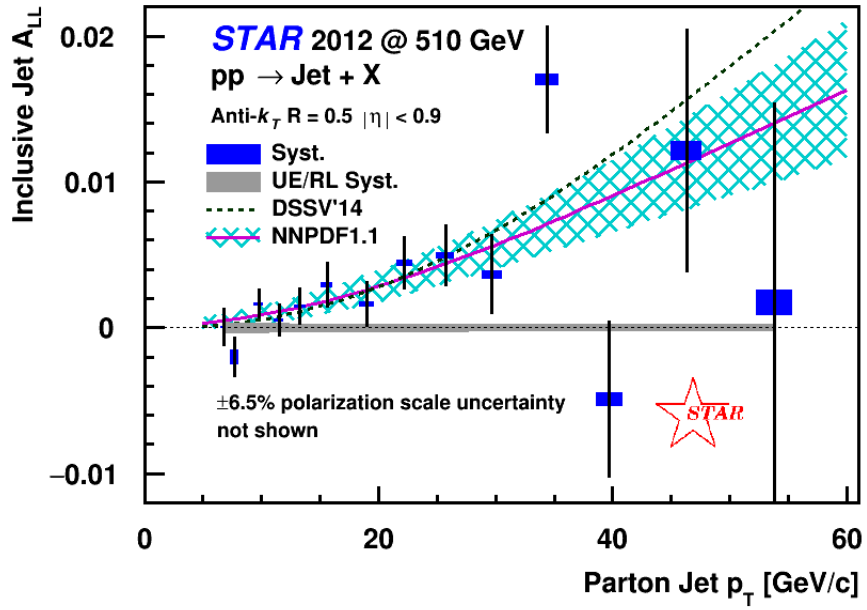 Inclusive Jet A_LL
0.02
0.01
0
−0.01
STAR 2012 @ 510 GeV
pp → Jet + X
Anti-k_T R = 0.5 |η| < 0.9
Syst.
UE/RL Syst.
DSSV'14
NNPDF1.1
±6.5% polarization scale uncertainty
not shown
STAR
0 20 40 60
Parton Jet p_T [GeV/c]